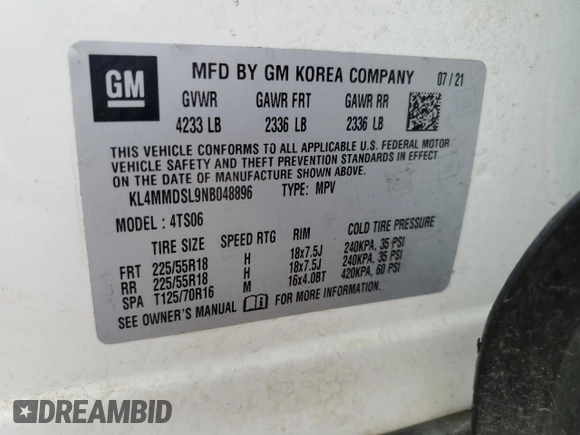 GM MFD BY GM KOREA COMPANY 07/21
GVWR GAWR FRT GAWR RR
4233 LB 2336 LB 2336 LB
THIS VEHICLE CONFORMS TO ALL APPLICABLE U.S. FEDERAL MOTOR
VEHICLE SAFETY AND THEFT PREVENTION STANDARDS IN EFFECT
ON THE DATE OF MANUFACTURE SHOWN ABOVE.
KL4MMDSL9NB048896 TYPE: MPV
MODEL: 4TS06
TIRE SIZE SPEED RTG RIM COLD TIRE PRESSURE
FRT 225/55R18 H 18x7.5J 240KPA, 35 PSI
RR 225/55R18 H 18x7.5J 240KPA, 35 PSI
SPA T125/70R16 M 16x4.0BT 420KPA, 60 PSI
SEE OWNER'S MANUAL FOR MORE INFORMATION.
DREAMBID